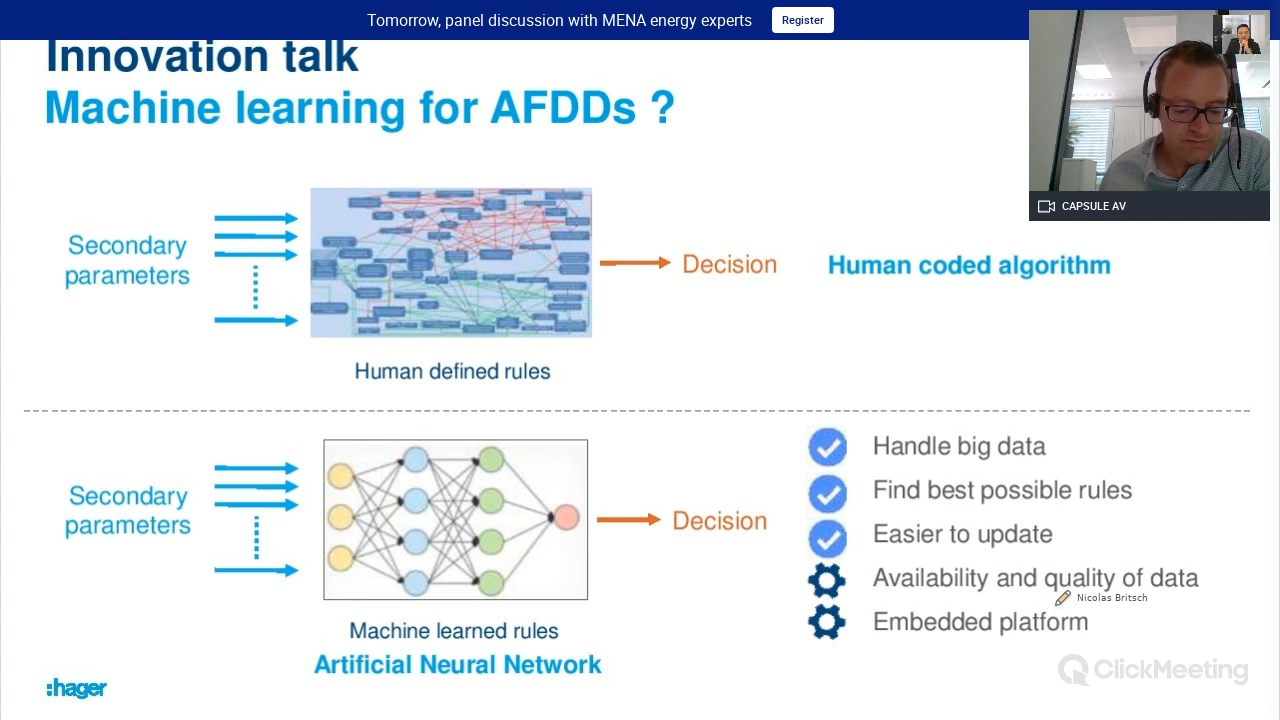 Tomorrow, panel discussion with MENA energy experts
Register
Innovation talk
Machine learning for AFDDs ?
CAPSULE AV
Secondary
parameters
Decision
Human coded algorithm
Human defined rules
Secondary
parameters
Decision
Handle big data
Find best possible rules
Easier to update
Availability and quality of data
Nicolas Britsch
Embedded platform
Machine learned rules
Artificial Neural Network
:hager
ClickMeeting